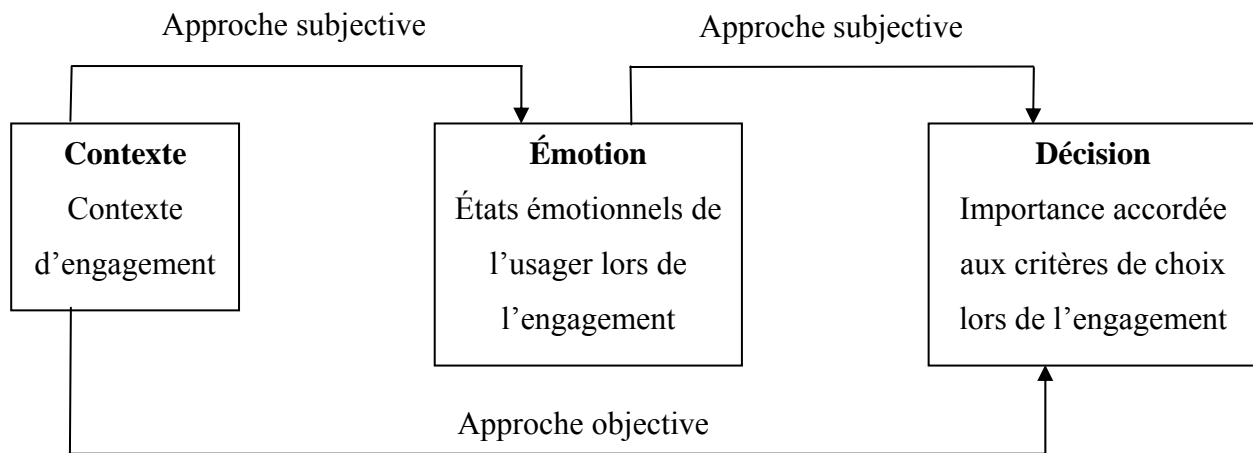 Approche subjective
Approche subjective
Contexte
Contexte
d’engagement
Émotion
États émotionnels de
l’usager lors de
l’engagement
Décision
Importance accordée
aux critères de choix
lors de l’engagement
Approche objective